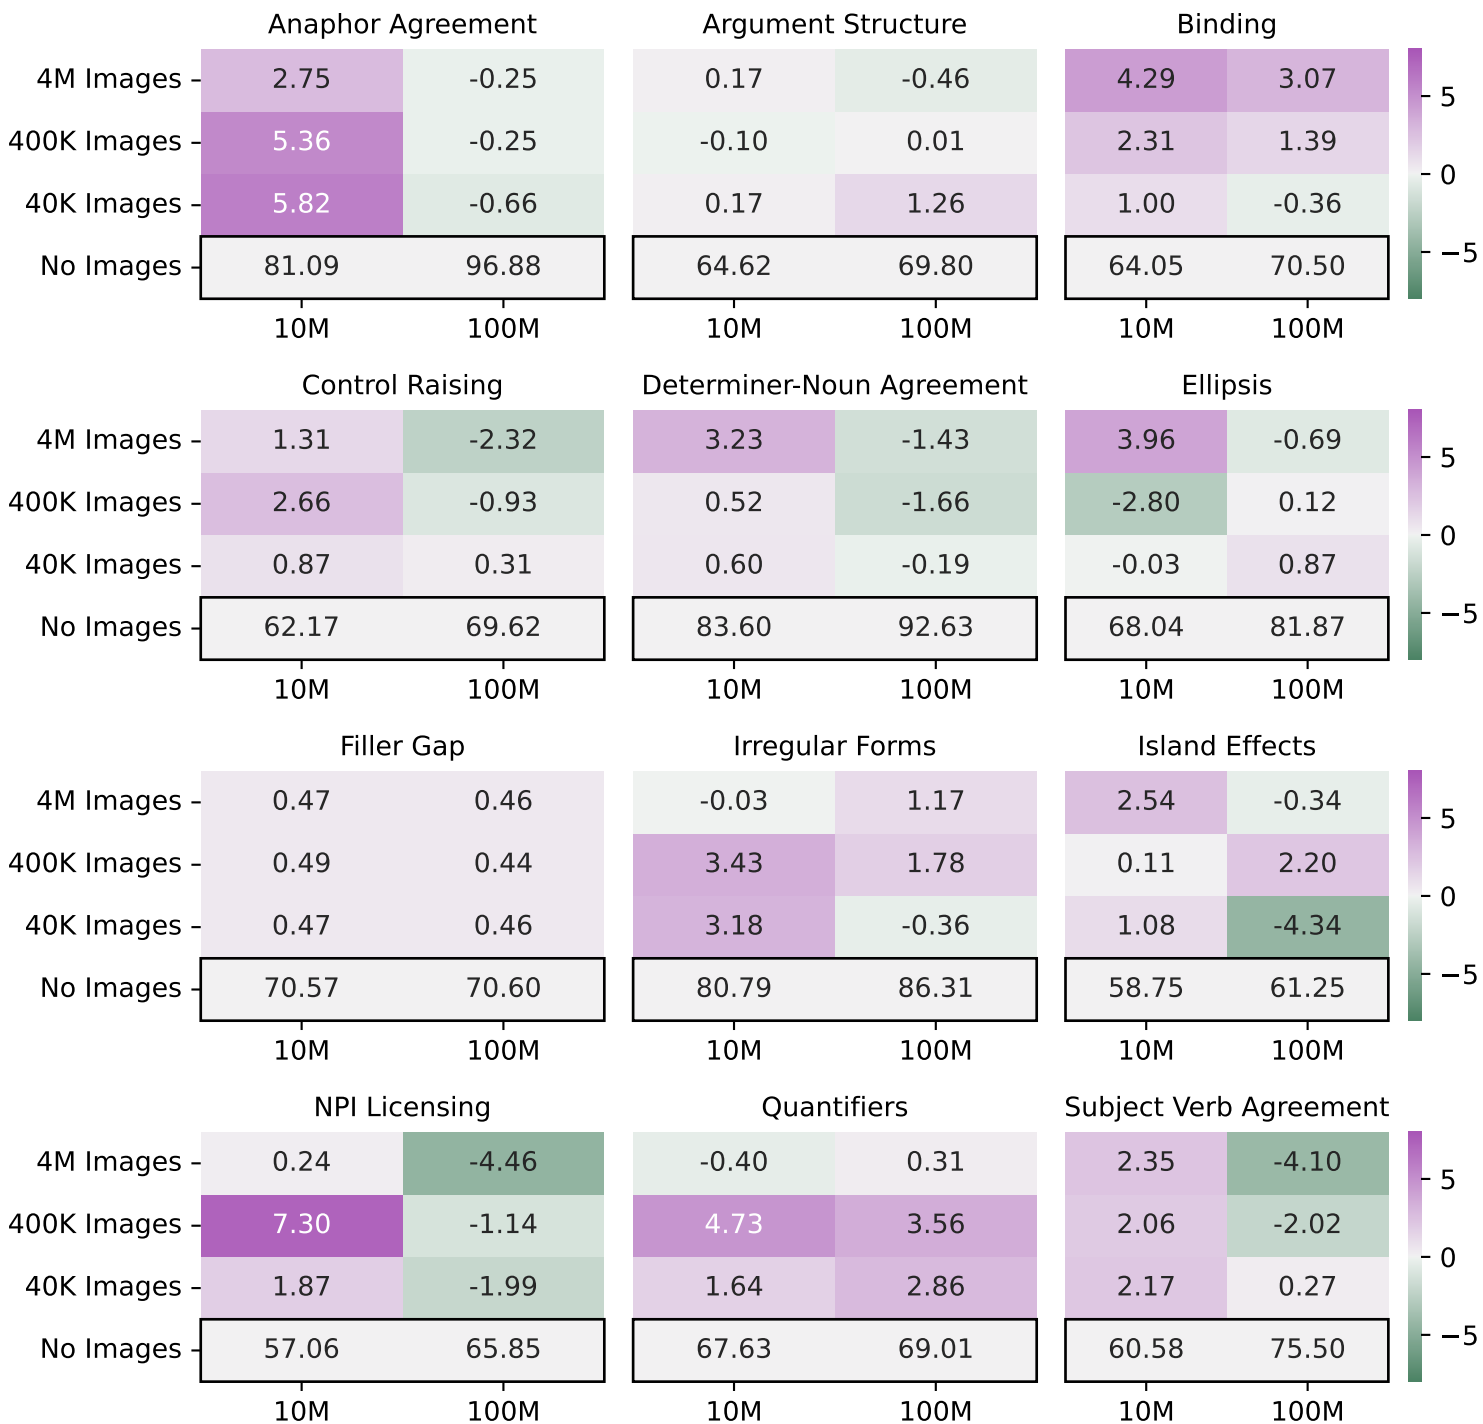 Anaphor Agreement Argument Structure Binding
4M Images 2.75 -0.25 0.17 -0.46 4.29 3.07 5
400K Images 5.36 -0.25 -0.10 0.01 2.31 1.39 0
40K Images 5.82 -0.66 0.17 1.26 1.00 -0.36 −5
No Images 81.09 96.88 64.62 69.80 64.05 70.50
10M 100M 10M 100M 10M 100M
Control Raising Determiner-Noun Agreement Ellipsis
4M Images 1.31 -2.32 3.23 -1.43 3.96 -0.69 5
400K Images 2.66 -0.93 0.52 -1.66 -2.80 0.12 0
40K Images 0.87 0.31 0.60 -0.19 -0.03 0.87 −5
No Images 62.17 69.62 83.60 92.63 68.04 81.87
10M 100M 10M 100M 10M 100M
Filler Gap Irregular Forms Island Effects
4M Images 0.47 0.46 -0.03 1.17 2.54 -0.34 5
400K Images 0.49 0.44 3.43 1.78 0.11 2.20 0
40K Images 0.47 0.46 3.18 -0.36 1.08 -4.34 −5
No Images 70.57 70.60 80.79 86.31 58.75 61.25
10M 100M 10M 100M 10M 100M
NPI Licensing Quantifiers Subject Verb Agreement
4M Images 0.24 -4.46 -0.40 0.31 2.35 -4.10 5
400K Images 7.30 -1.14 4.73 3.56 2.06 -2.02 0
40K Images 1.87 -1.99 1.64 2.86 2.17 0.27 −5
No Images 57.06 65.85 67.63 69.01 60.58 75.50
10M 100M 10M 100M 10M 100M